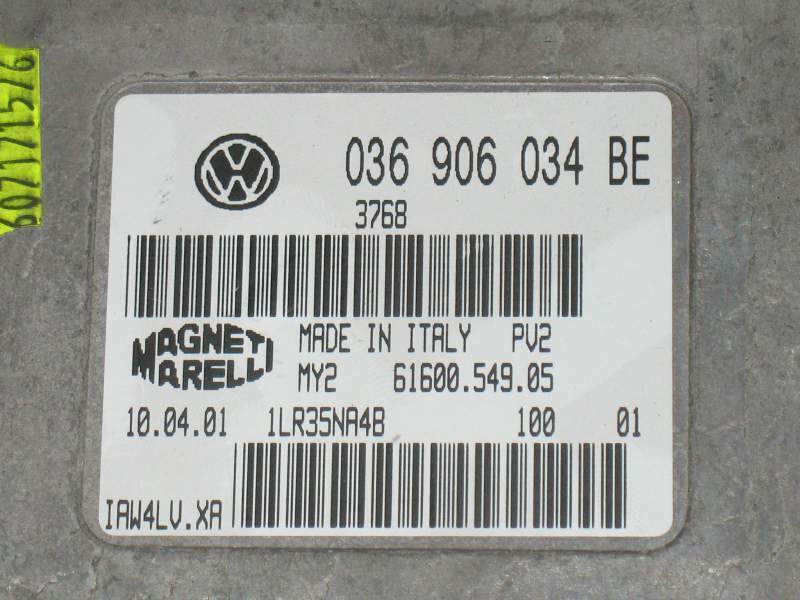 607171576
036 906 034 BE
3768
MAGNETI MARELLI
MADE IN ITALY PV2
MY2 61600.549.05
10.04.01 1LR35NA4B 100 01
IAW4LV.XA